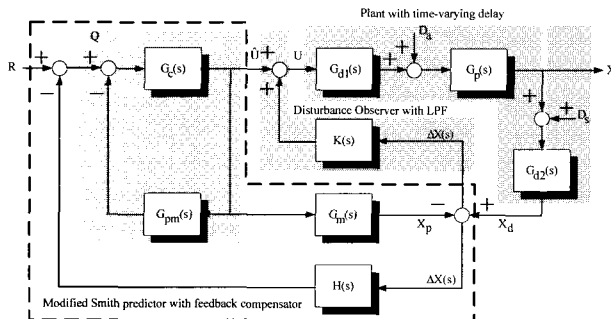 Plant with time-varying delay
D_a
Q
R
+
+
−
−
G_c(s)
Û
+
+
U
G_d1(s)
+
+
G_p(s)
X
Disturbance Observer with LPF
K(s)
ΔX(s)
+
+
D_s
G_d2(s)
G_pm(s)
G_m(s)
X_p
−
+
X_d
H(s)
ΔX(s)
Modified Smith predictor with feedback compensator